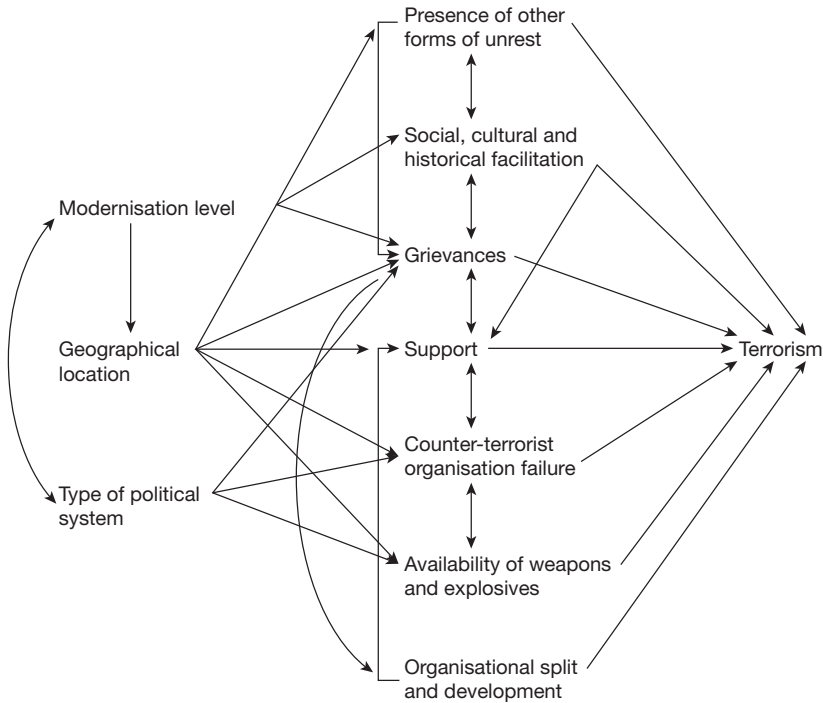 Presence of other
forms of unrest
Social, cultural and
historical facilitation
Modernisation level
Grievances
Geographical
location
Support
Terrorism
Counter-terrorist
organisation failure
Type of political
system
Availability of weapons
and explosives
Organisational split
and development